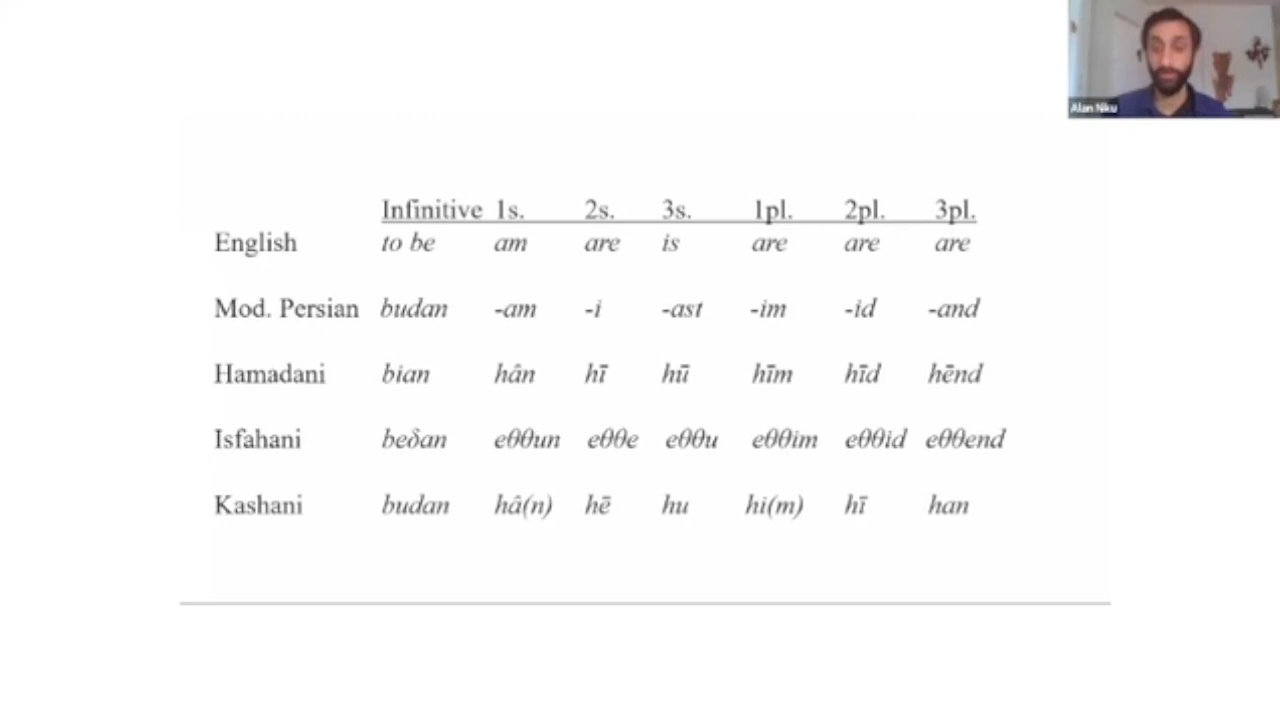 Alan Niku
Infinitive 1s. 2s. 3s. 1pl. 2pl. 3pl.
English to be am are is are are are
Mod. Persian budan -am -i -ast -im -id -and
Hamadani bian hân hī hū hīm hīd hēnd
Isfahani beδan eθθun eθθe eθθu eθθim eθθid eθθend
Kashani budan hâ(n) hē hu hi(m) hī han